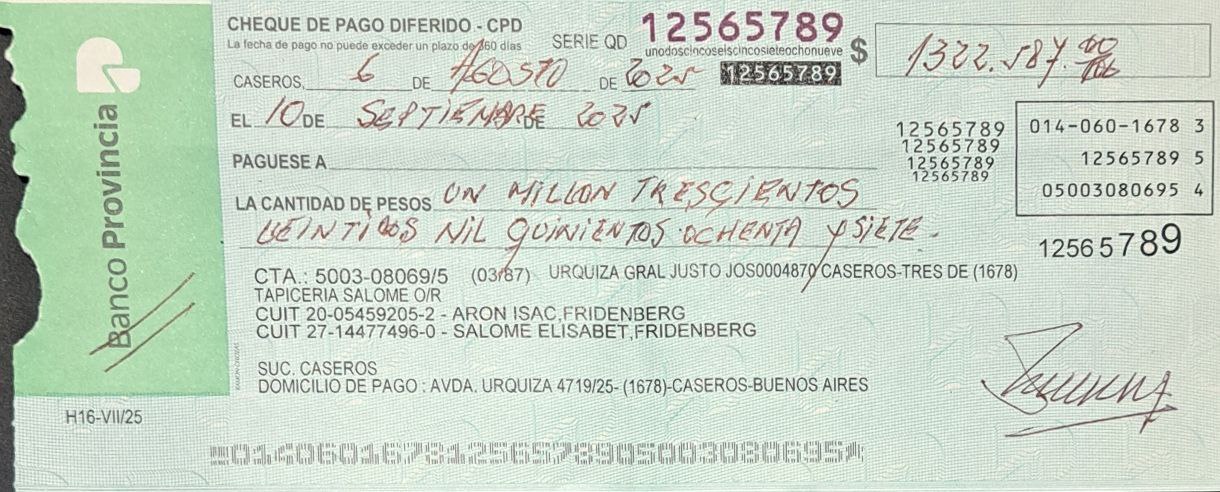 Banco Provincia
H16-VII/25
CHEQUE DE PAGO DIFERIDO - CPD
La fecha de pago no puede exceder un plazo de 360 días
SERIE QD 12565789
unodoscincoseiscincosieteochonueve
12565789
$ 1322.587.00/100
CASEROS, 6 DE AGOSTO DE 2025
EL 10 DE SEPTIEMBRE DE 2025
PAGUESE A
12565789
12565789
12565789
12565789
014-060-1678 3
12565789 5
05003080695 4
LA CANTIDAD DE PESOS UN MILLON TRESCIENTOS
VEINTIDOS MIL QUINIENTOS OCHENTA Y SIETE.
12565789
CTA.: 5003-08069/5 (03/87) URQUIZA GRAL JUSTO JOS0004870 CASEROS-TRES DE (1678)
TAPICERIA SALOME O/R
CUIT 20-05459205-2 - ARON ISAC,FRIDENBERG
CUIT 27-14477496-0 - SALOME ELISABET,FRIDENBERG
SUC. CASEROS
DOMICILIO DE PAGO : AVDA. URQUIZA 4719/25- (1678)-CASEROS-BUENOS AIRES
01406016781256578905003080695